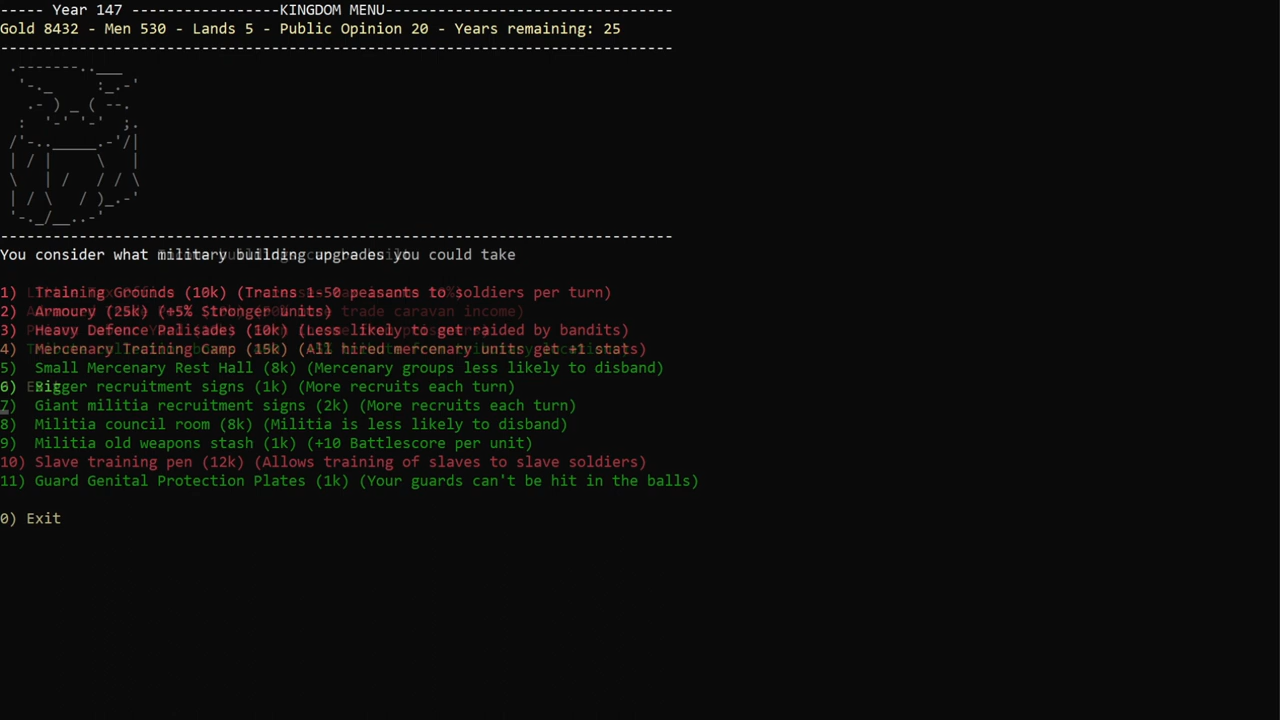 ----- Year 147 -----------------KINGDOM MENU---------------------------------
Gold 8432 - Men 530 - Lands 5 - Public Opinion 20 - Years remaining: 25
You consider what military building upgrades you could take
1)  Training Grounds (10k) (Trains 1-50 peasants to soldiers per turn)
2)  Armoury (25k) (+5% Stronger units)
trade caravan income)
3)  Heavy Defence Palisades (10k) (Less likely to get raided by bandits)
4)  Mercenary Training Camp (15k) (All hired mercenary units get +1 stats)
5)  Small Mercenary Rest Hall (8k) (Mercenary groups less likely to disband)
6)  Bigger recruitment signs (1k) (More recruits each turn)
7)  Giant militia recruitment signs (2k) (More recruits each turn)
8)  Militia council room (8k) (Militia is less likely to disband)
9)  Militia old weapons stash (1k) (+10 Battlescore per unit)
10) Slave training pen (12k) (Allows training of slaves to slave soldiers)
11) Guard Genital Protection Plates (1k) (Your guards can't be hit in the balls)
0) Exit